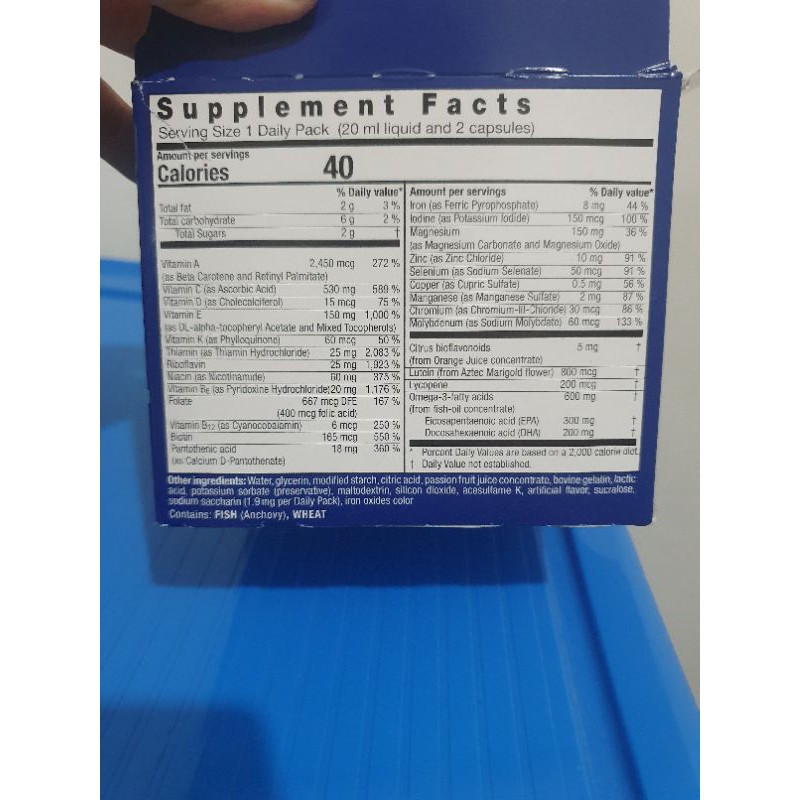 Supplement Facts
Serving Size 1 Daily Pack (20 ml liquid and 2 capsules)
Amount per servings
Calories 40
% Daily value*
Total fat 2 g 3 %
Total carbohydrate 6 g 2 %
Total Sugars 2 g †
Vitamin A 2,450 mcg 272 %
(as Beta Carotene and Retinyl Palmitate)
Vitamin C (as Ascorbic Acid) 530 mg 589 %
Vitamin D (as Cholecalciferol) 15 mcg 75 %
Vitamin E 150 mg 1,000 %
(as DL-alpha-tocopheryl Acetate and Mixed Tocopherols)
Vitamin K (as Phylloquinone) 60 mcg 50 %
Thiamin (as Thiamin Hydrochloride) 25 mg 2,083 %
Riboflavin 25 mg 1,923 %
Niacin (as Nicotinamide) 60 mg 375 %
Vitamin B6 (as Pyridoxine Hydrochloride) 20 mg 1,176 %
Folate 667 mcg DFE 167 %
(400 mcg folic acid)
Vitamin B12 (as Cyanocobalamin) 6 mcg 250 %
Biotin 165 mcg 550 %
Pantothenic acid 18 mg 360 %
(as Calcium D-Pantothenate)
Amount per servings % Daily value*
Iron (as Ferric Pyrophosphate) 8 mg 44 %
Iodine (as Potassium Iodide) 150 mcg 100 %
Magnesium 150 mg 36 %
(as Magnesium Carbonate and Magnesium Oxide)
Zinc (as Zinc Chloride) 10 mg 91 %
Selenium (as Sodium Selenate) 50 mcg 91 %
Copper (as Cupric Sulfate) 0.5 mg 56 %
Manganese (as Manganese Sulfate) 2 mg 87 %
Chromium (as Chromium-III-Chloride) 30 mcg 86 %
Molybdenum (as Sodium Molybdate) 60 mcg 133 %
Citrus bioflavonoids 5 mg †
(from Orange Juice concentrate)
Lutein (from Aztec Marigold flower) 800 mcg †
Lycopene 200 mcg †
Omega-3-fatty acids 600 mg †
(from fish-oil concentrate)
Eicosapentaenoic acid (EPA) 300 mg †
Docosahexaenoic acid (DHA) 200 mg †
* Percent Daily Values are based on a 2,000 calorie diet.
† Daily Value not established.
Other ingredients: Water, glycerin, modified starch, citric acid, passion fruit juice concentrate, bovine gelatin, lactic
acid, potassium sorbate (preservative), maltodextrin, silicon dioxide, acesulfame K, artificial flavor, sucralose,
sodium saccharin (1.9 mg per Daily Pack), iron oxides color
Contains: FISH (Anchovy), WHEAT